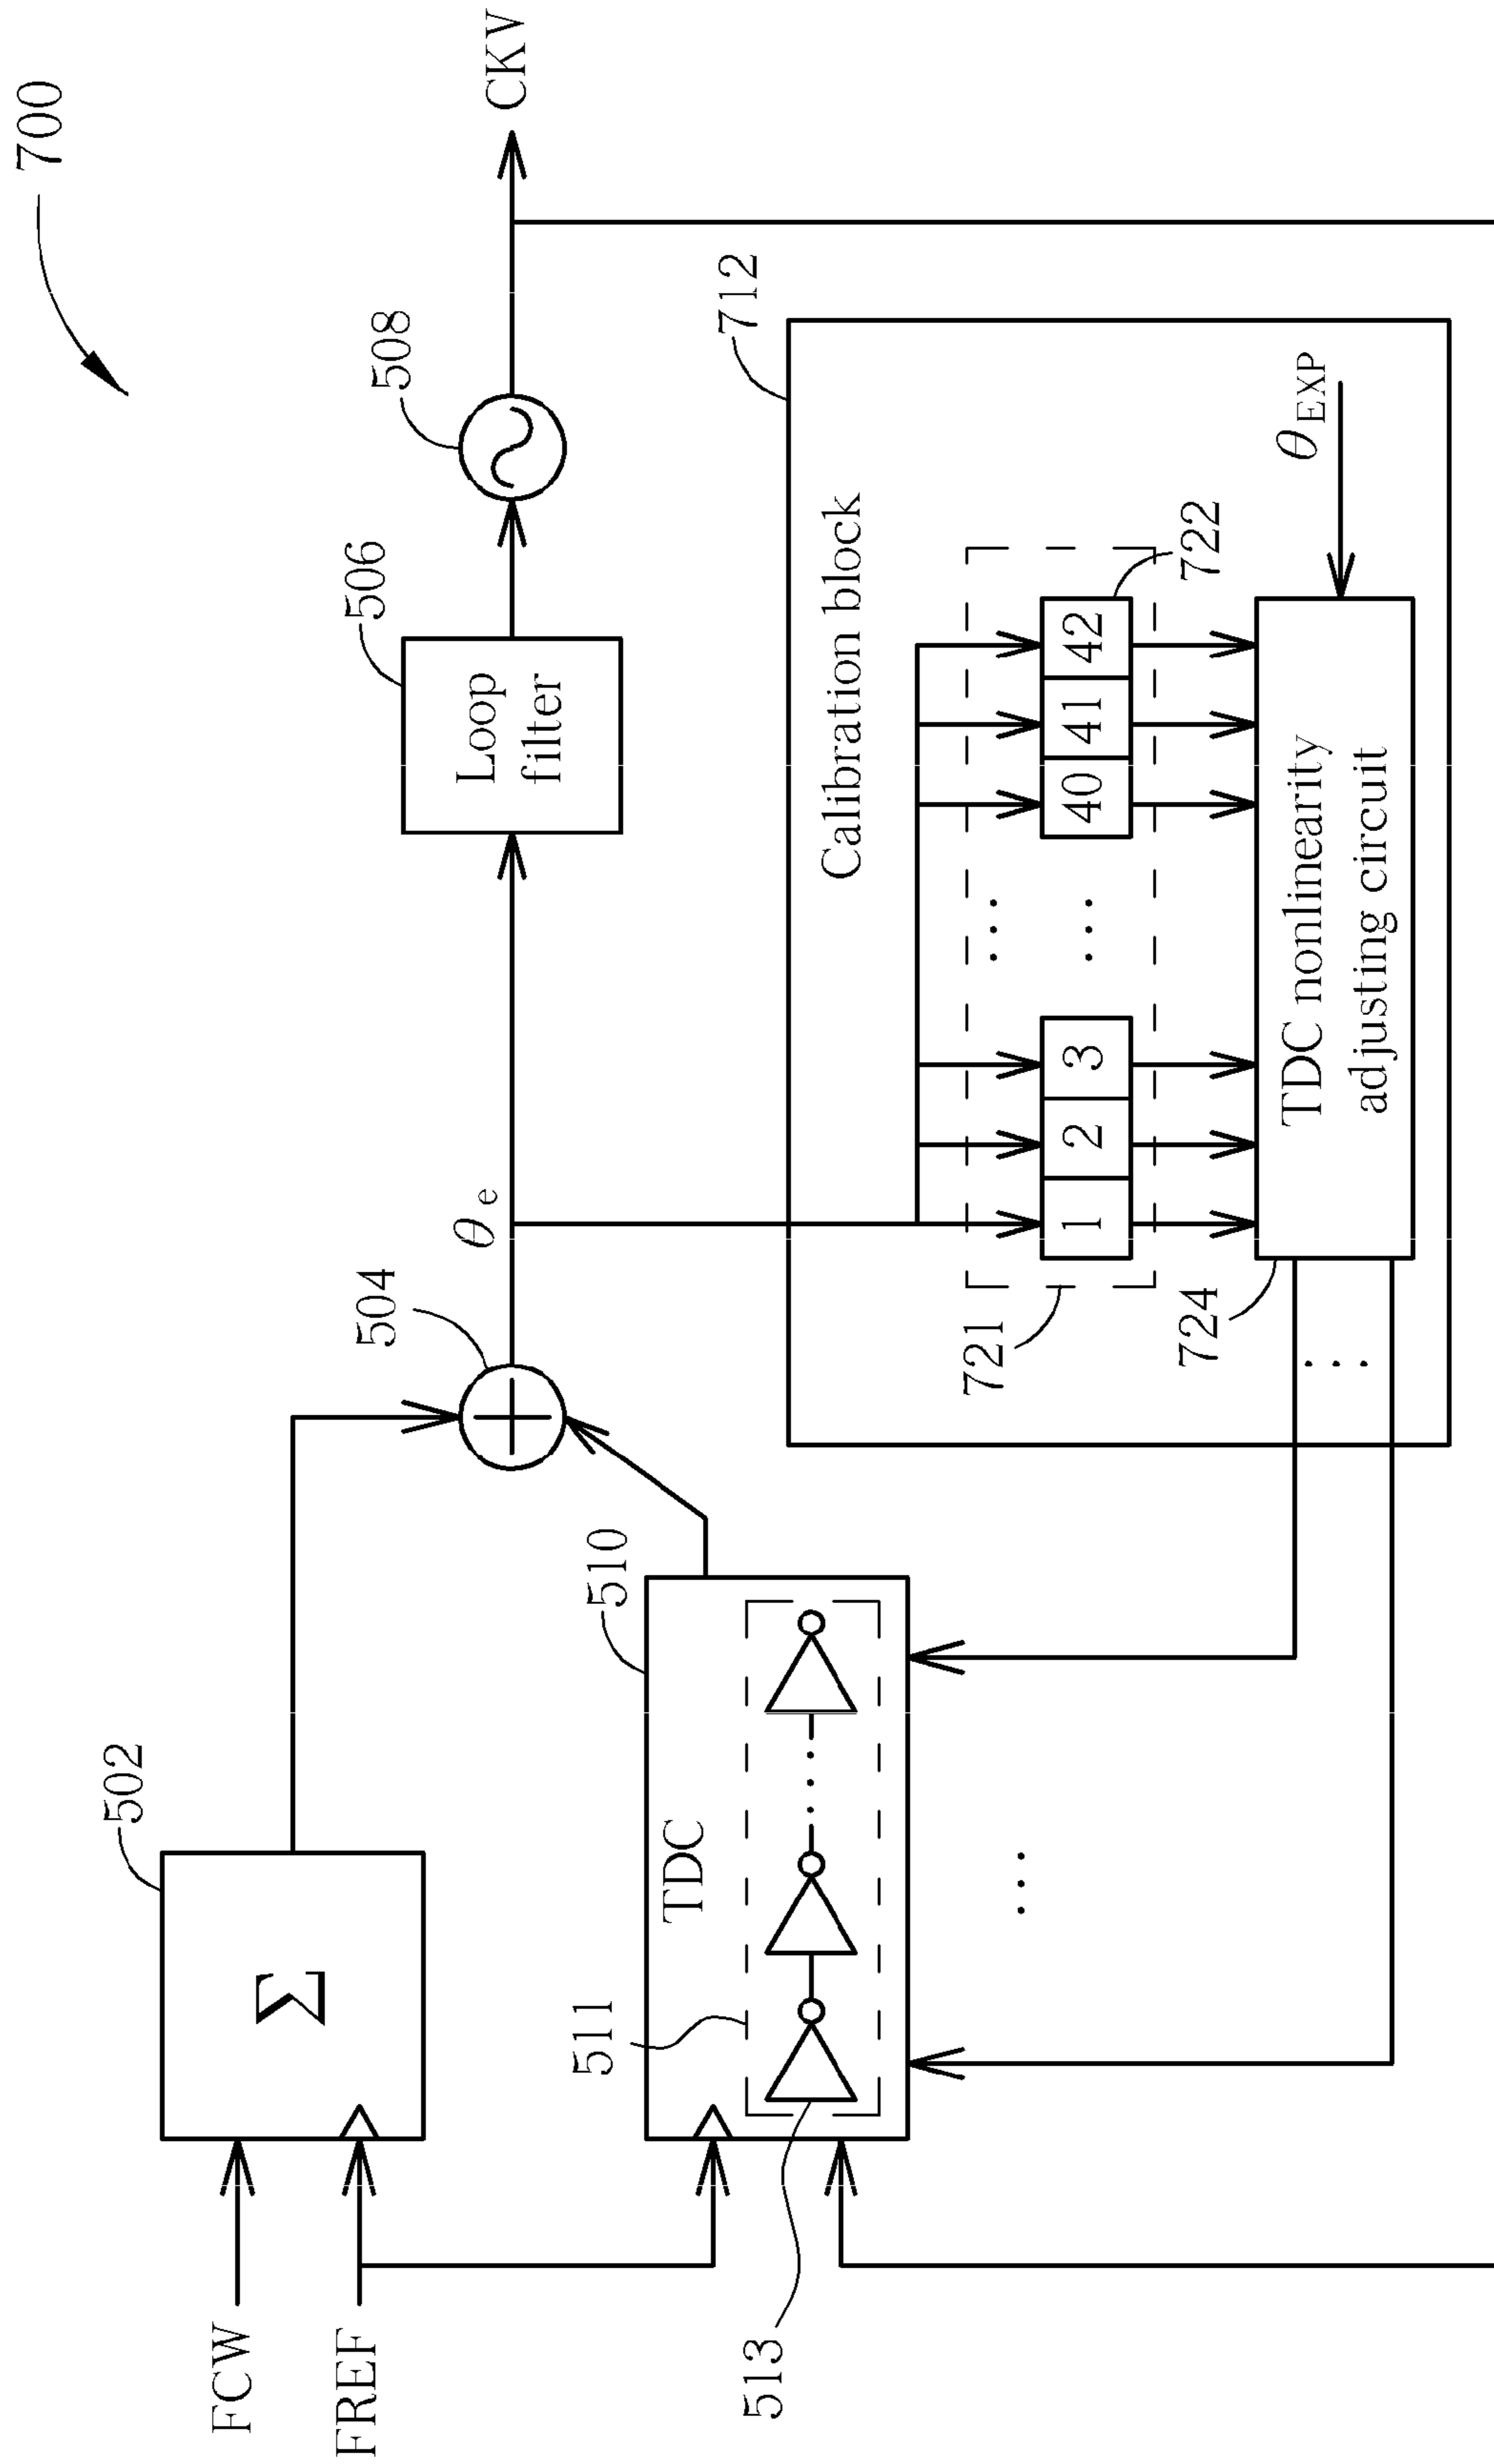 700
502
FCW
FREF
Σ
504
θe
506
Loop
filter
508
CKV
510
TDC
511
513
712
Calibration block
721
1
2
3
...
...
40
41
42
722
724
TDC nonlinearity
adjusting circuit
θEXP